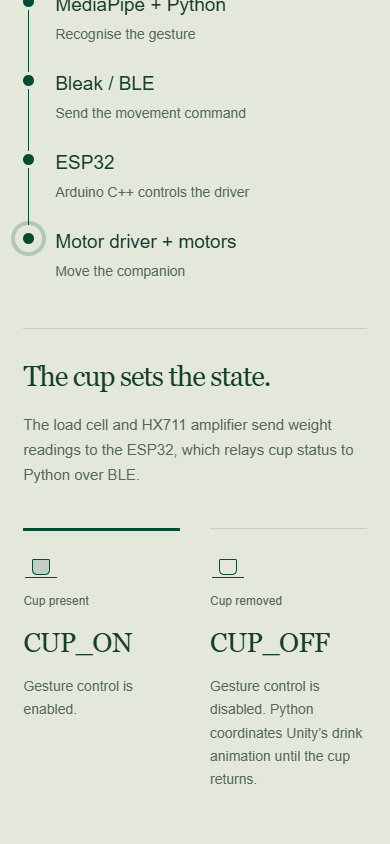 MediaPipe + Python
Recognise the gesture
Bleak / BLE
Send the movement command
ESP32
Arduino C++ controls the driver
Motor driver + motors
Move the companion
The cup sets the state.
The load cell and HX711 amplifier send weight
readings to the ESP32, which relays cup status to
Python over BLE.
Cup present
CUP_ON
Gesture control is
enabled.
Cup removed
CUP_OFF
Gesture control is
disabled. Python
coordinates Unity’s drink
animation until the cup
returns.